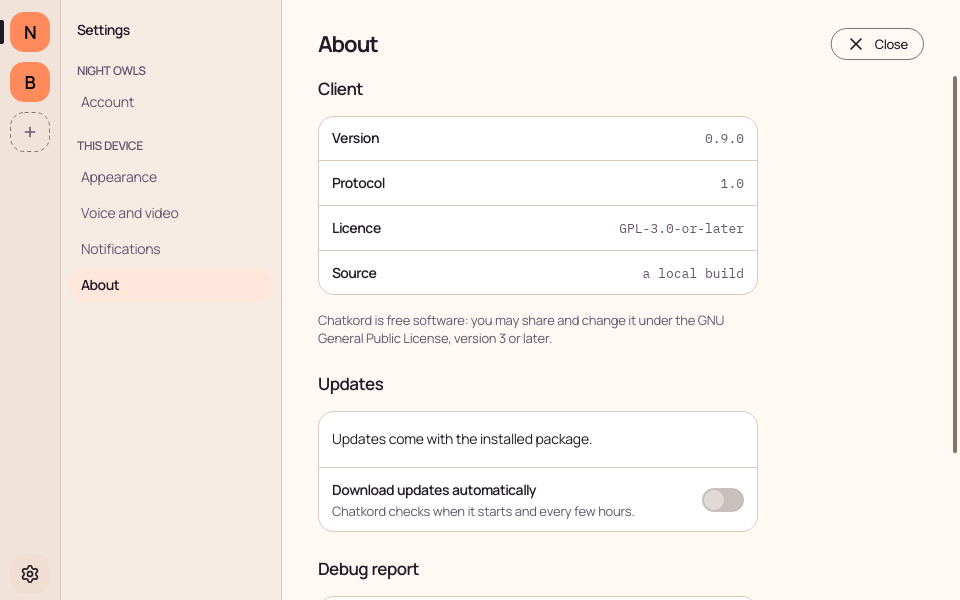 N
B
+
Settings
NIGHT OWLS
Account
THIS DEVICE
Appearance
Voice and video
Notifications
About
About
Close
Client
Version 0.9.0
Protocol 1.0
Licence GPL-3.0-or-later
Source a local build
Chatkord is free software: you may share and change it under the GNU
General Public License, version 3 or later.
Updates
Updates come with the installed package.
Download updates automatically
Chatkord checks when it starts and every few hours.
Debug report